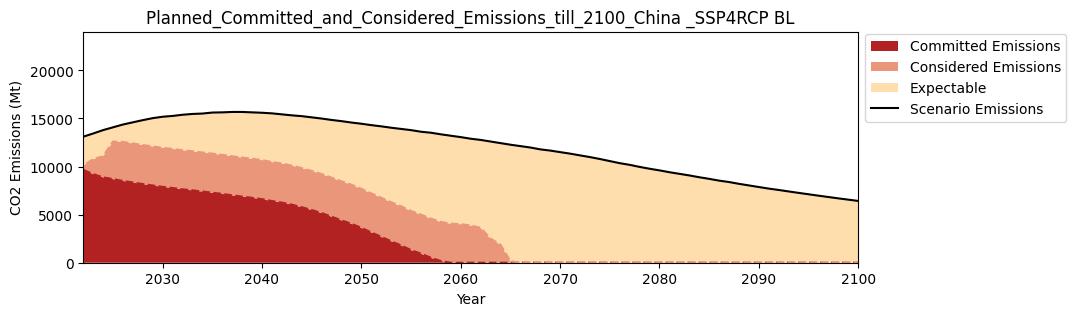 Planned_Committed_and_Considered_Emissions_till_2100_China _SSP4RCP BL
Committed Emissions
Considered Emissions
Expectable
Scenario Emissions
CO2 Emissions (Mt)
20000
15000
10000
5000
0
2030 2040 2050 2060 2070 2080 2090 2100
Year